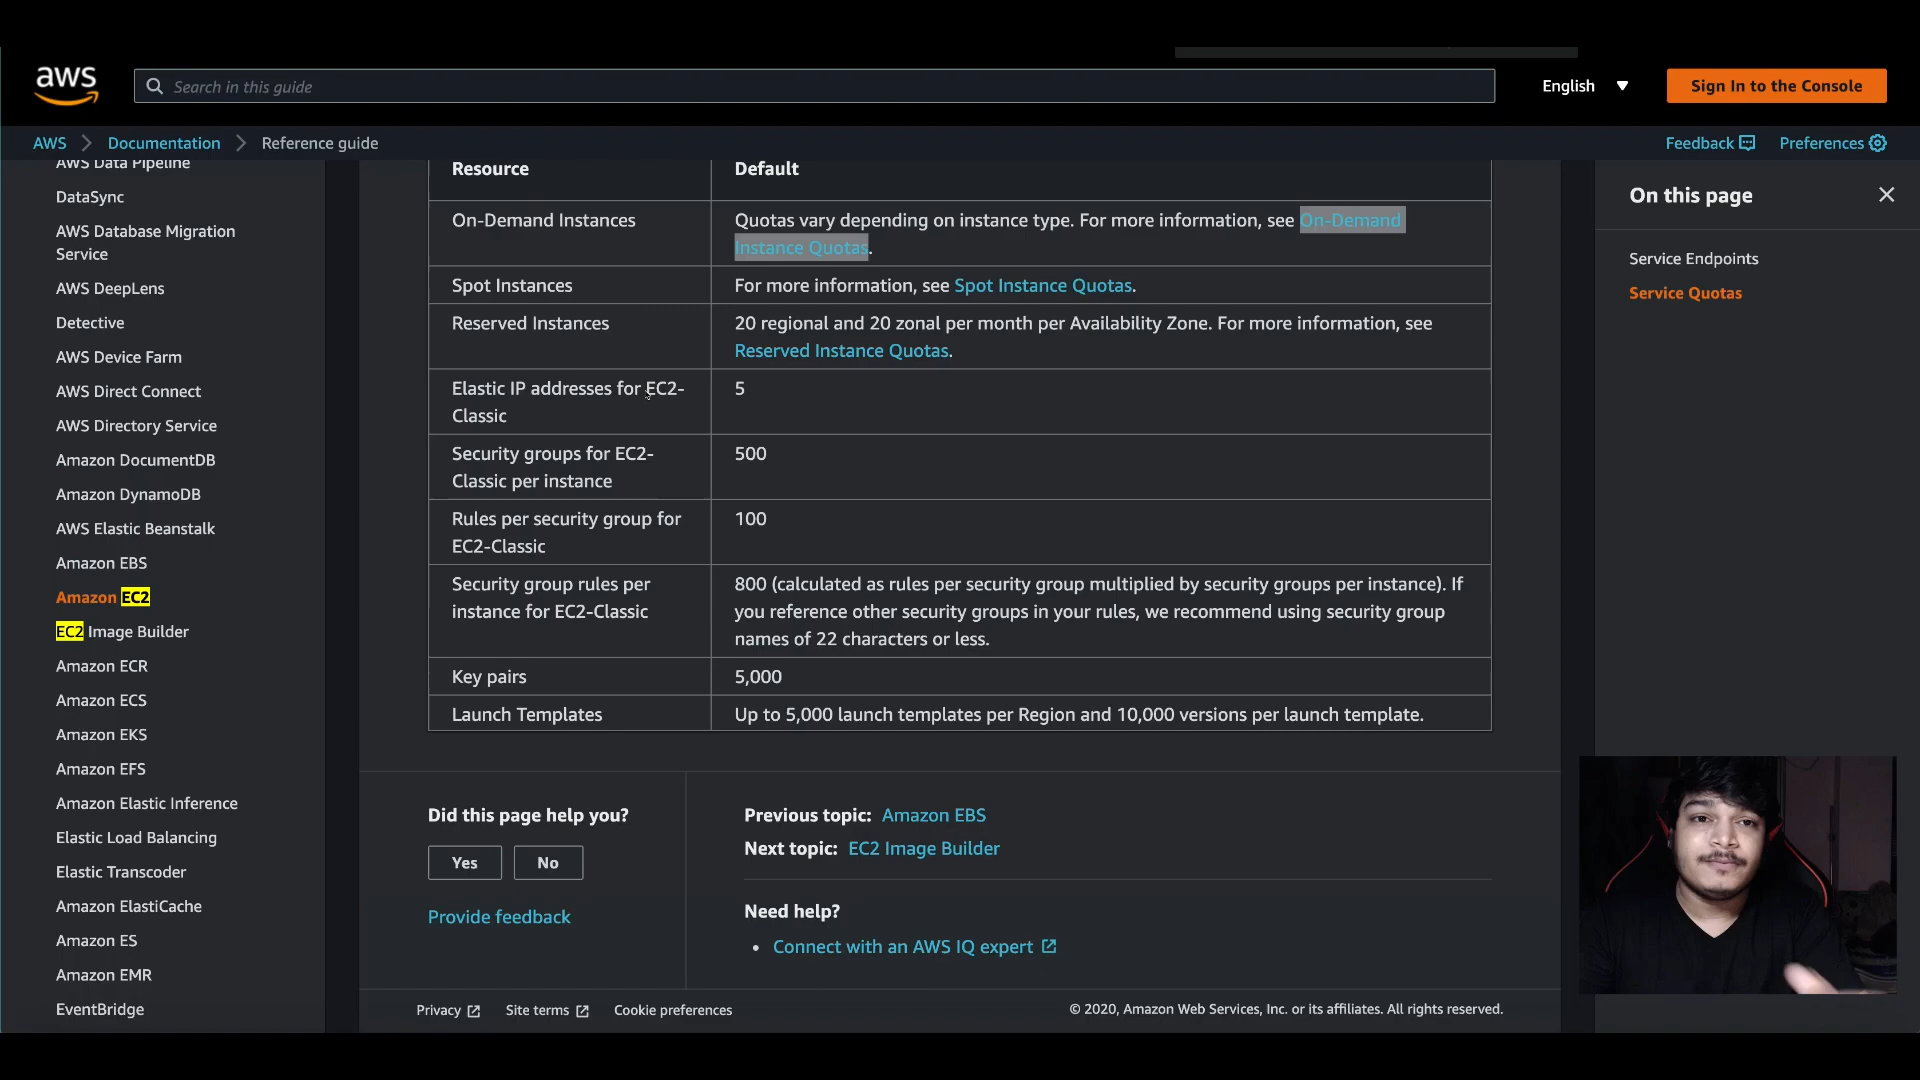 aws
Search in this guide
English
Sign In to the Console
AWS
Documentation
Reference guide
Feedback
Preferences
AWS Data Pipeline
DataSync
AWS Database Migration
Service
AWS DeepLens
Detective
AWS Device Farm
AWS Direct Connect
AWS Directory Service
Amazon DocumentDB
Amazon DynamoDB
AWS Elastic Beanstalk
Amazon EBS
Amazon EC2
EC2 Image Builder
Amazon ECR
Amazon ECS
Amazon EKS
Amazon EFS
Amazon Elastic Inference
Elastic Load Balancing
Elastic Transcoder
Amazon ElastiCache
Amazon ES
Amazon EMR
EventBridge
Resource
Default
On-Demand Instances
Quotas vary depending on instance type. For more information, see On-Demand
Instance Quotas.
Spot Instances
For more information, see Spot Instance Quotas.
Reserved Instances
20 regional and 20 zonal per month per Availability Zone. For more information, see
Reserved Instance Quotas.
Elastic IP addresses for EC2-
Classic
5
Security groups for EC2-
Classic per instance
500
Rules per security group for
EC2-Classic
100
Security group rules per
instance for EC2-Classic
800 (calculated as rules per security group multiplied by security groups per instance). If
you reference other security groups in your rules, we recommend using security group
names of 22 characters or less.
Key pairs
5,000
Launch Templates
Up to 5,000 launch templates per Region and 10,000 versions per launch template.
Did this page help you?
Yes
No
Provide feedback
Previous topic: Amazon EBS
Next topic: EC2 Image Builder
Need help?
• Connect with an AWS IQ expert
Privacy
Site terms
Cookie preferences
© 2020, Amazon Web Services, Inc. or its affiliates. All rights reserved.
On this page
Service Endpoints
Service Quotas